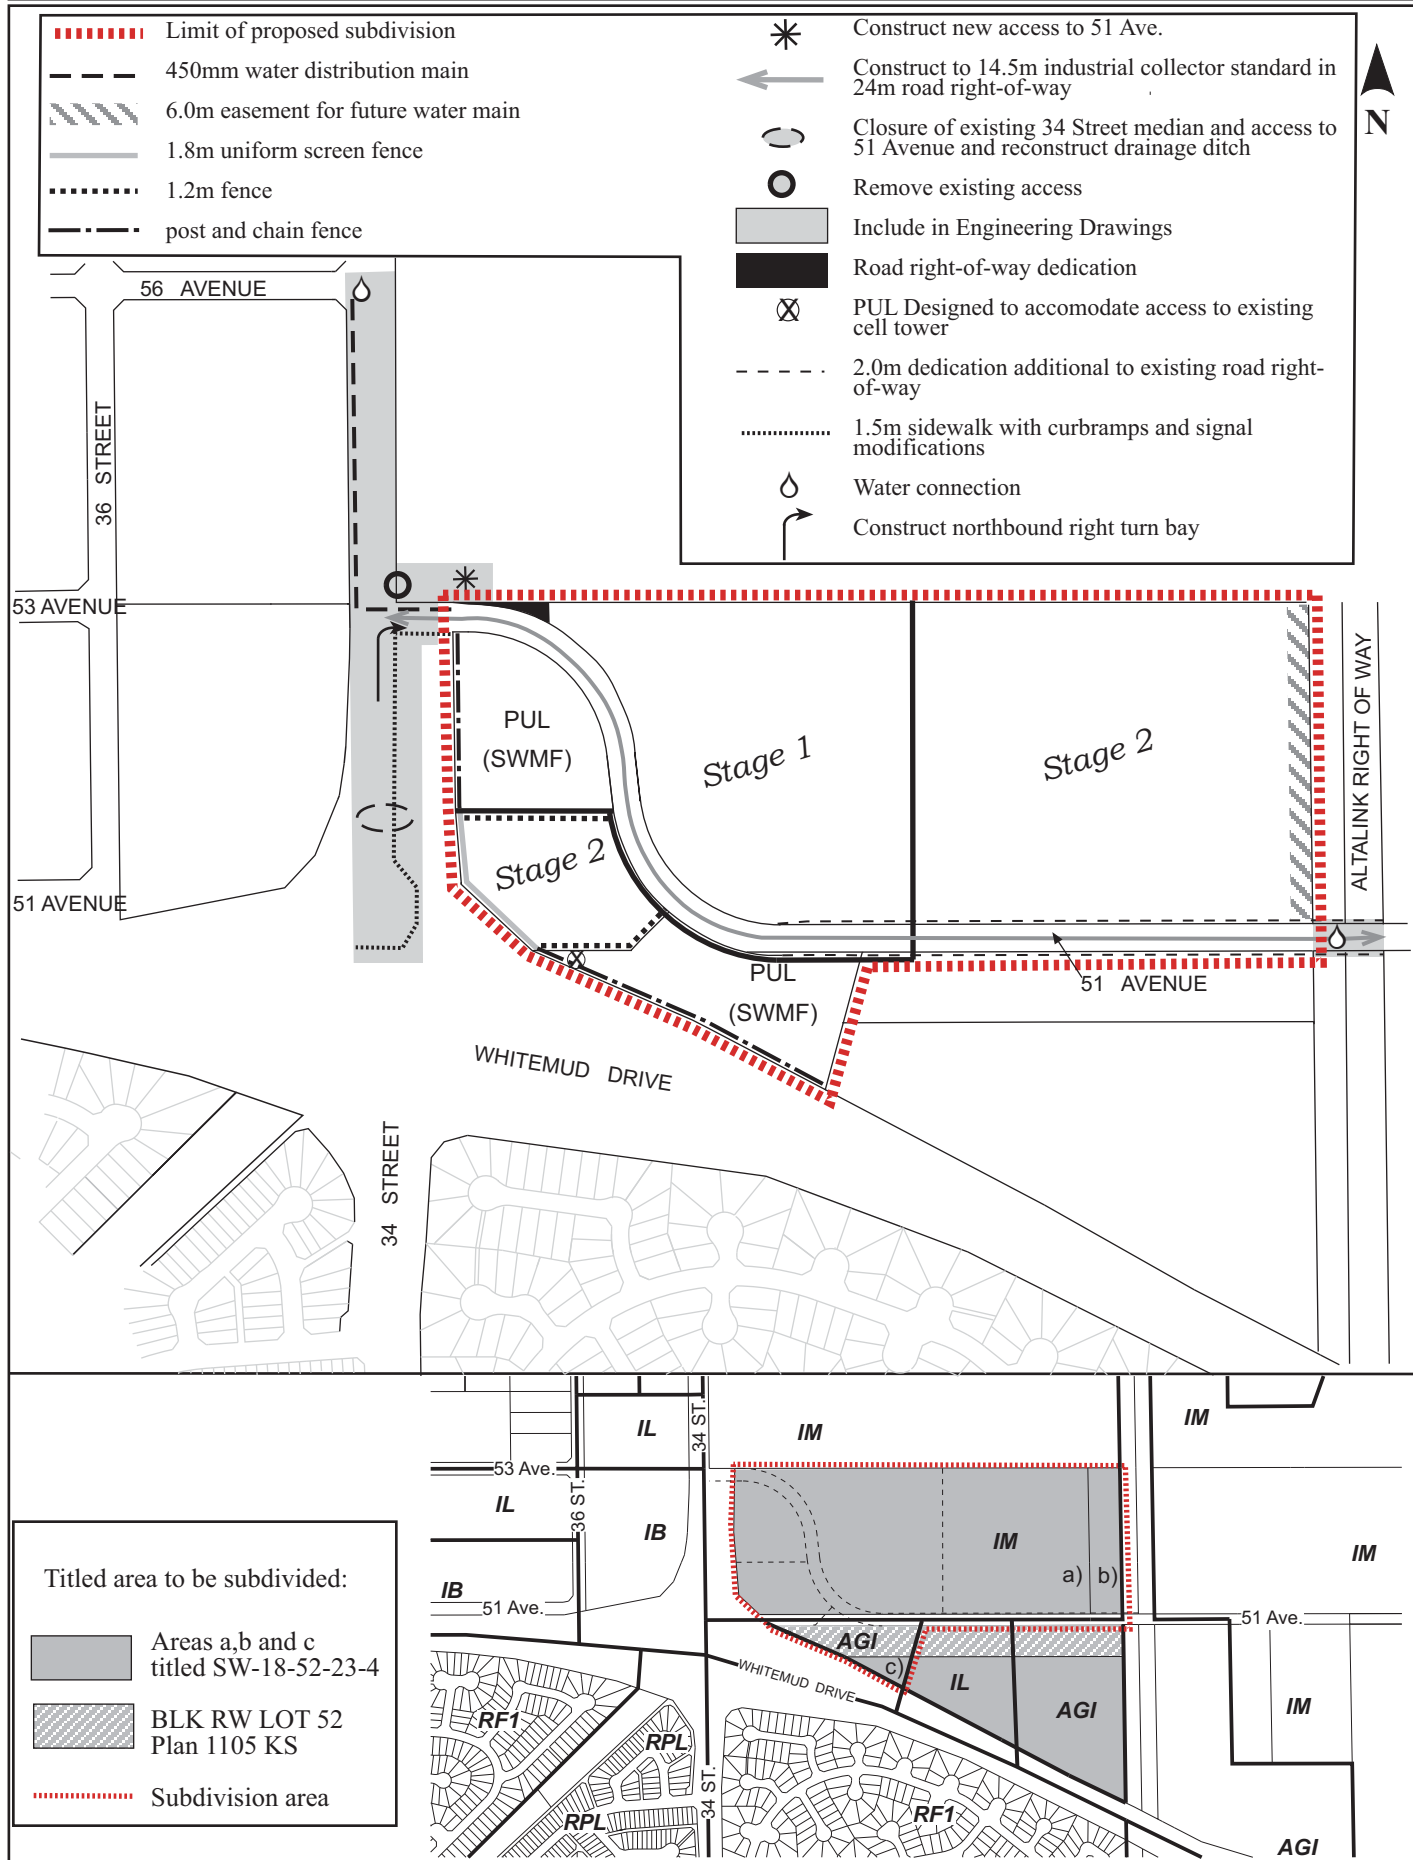 Limit of proposed subdivision
450mm water distribution main
6.0m easement for future water main
1.8m uniform screen fence
1.2m fence
post and chain fence
Construct new access to 51 Ave.
Construct to 14.5m industrial collector standard in
24m road right-of-way
Closure of existing 34 Street median and access to
51 Avenue and reconstruct drainage ditch
Remove existing access
Include in Engineering Drawings
Road right-of-way dedication
PUL Designed to accomodate access to existing
cell tower
2.0m dedication additional to existing road right-
of-way
1.5m sidewalk with curbramps and signal
modifications
Water connection
Construct northbound right turn bay
N
56 AVENUE
36 STREET
53 AVENUE
51 AVENUE
PUL
(SWMF)
Stage 1
Stage 2
Stage 2
ALTALINK RIGHT OF WAY
PUL
(SWMF)
51 AVENUE
WHITEMUD DRIVE
34 STREET
IL
34 ST.
IM
IM
53 Ave.
IL
36 ST.
IB
IM
IM
a)
b)
IB
51 Ave.
51 Ave.
AGI
c)
WHITEMUD DRIVE
IL
AGI
IM
RF1
RPL
34 ST.
RPL
RF1
AGI
Titled area to be subdivided:
Areas a,b and c
titled SW-18-52-23-4
BLK RW LOT 52
Plan 1105 KS
Subdivision area